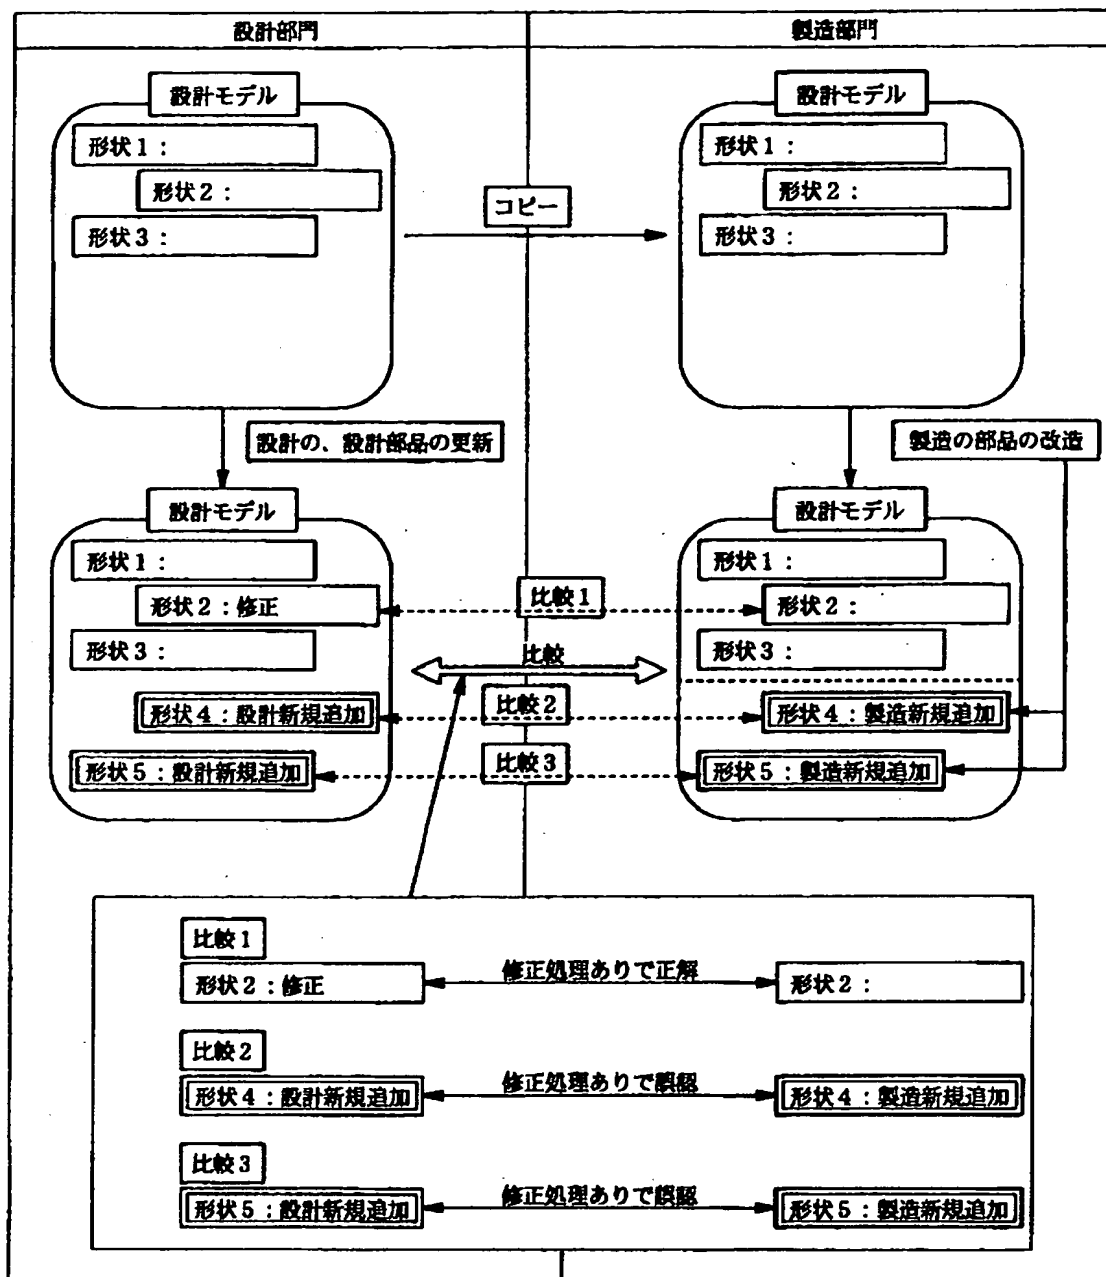 設計部門
製造部門
設計モデル
設計モデル
形状1：
形状2：
形状3：
コピー
形状1：
形状2：
形状3：
設計の、設計部品の更新
製造の部品の改造
設計モデル
設計モデル
形状1：
形状2：修正
形状3：
形状4：設計新規追加
形状5：設計新規追加
比較1
比較
比較2
比較3
形状1：
形状2：
形状3：
形状4：製造新規追加
形状5：製造新規追加
比較1
形状2：修正
修正処理ありで正解
形状2：
比較2
形状4：設計新規追加
修正処理ありで誤認
形状4：製造新規追加
比較3
形状5：設計新規追加
修正処理ありで誤認
形状5：製造新規追加